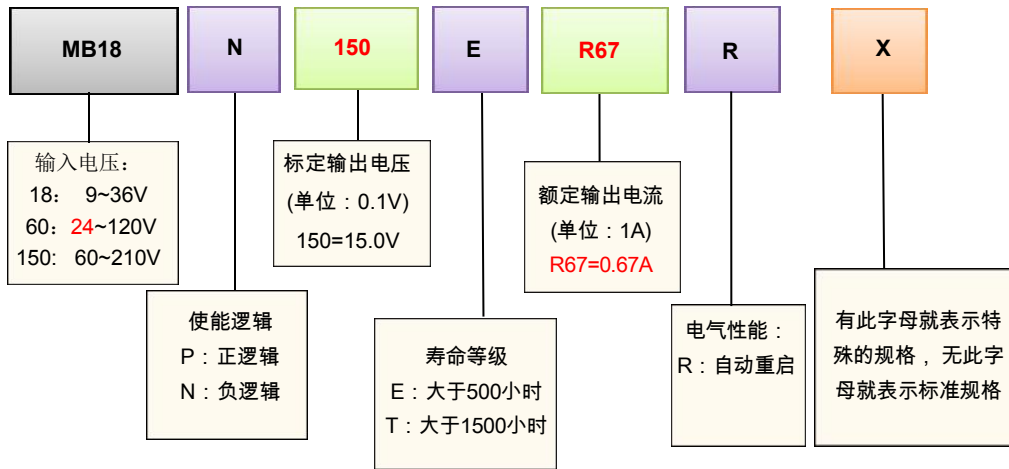 MB18
N
150
E
R67
R
X
输入电压：
18： 9~36V
60：24~120V
150: 60~210V
标定输出电压
(单位：0.1V)
150=15.0V
额定输出电流
(单位：1A)
R67=0.67A
使能逻辑
P：正逻辑
N：负逻辑
寿命等级
E：大于500小时
T：大于1500小时
电气性能：
R：自动重启
有此字母就表示特
殊的规格，无此字
母就表示标准规格